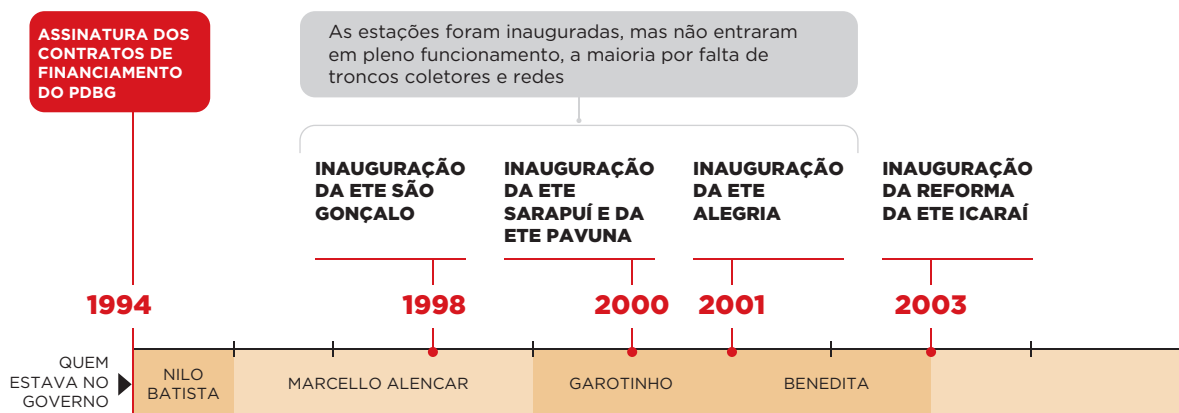 ASSINATURA DOS
CONTRATOS DE
FINANCIAMENTO
DO PDBG
As estações foram inauguradas, mas não entraram
em pleno funcionamento, a maioria por falta de
troncos coletores e redes
INAUGURAÇÃO
DA ETE SÃO
GONÇALO
INAUGURAÇÃO
DA ETE
SARAPUÍ E DA
ETE PAVUNA
INAUGURAÇÃO
DA ETE
ALEGRIA
INAUGURAÇÃO
DA REFORMA
DA ETE ICARAÍ
1994
1998
2000
2001
2003
QUEM
ESTAVA NO
GOVERNO
NILO
BATISTA
MARCELLO ALENCAR
GAROTINHO
BENEDITA